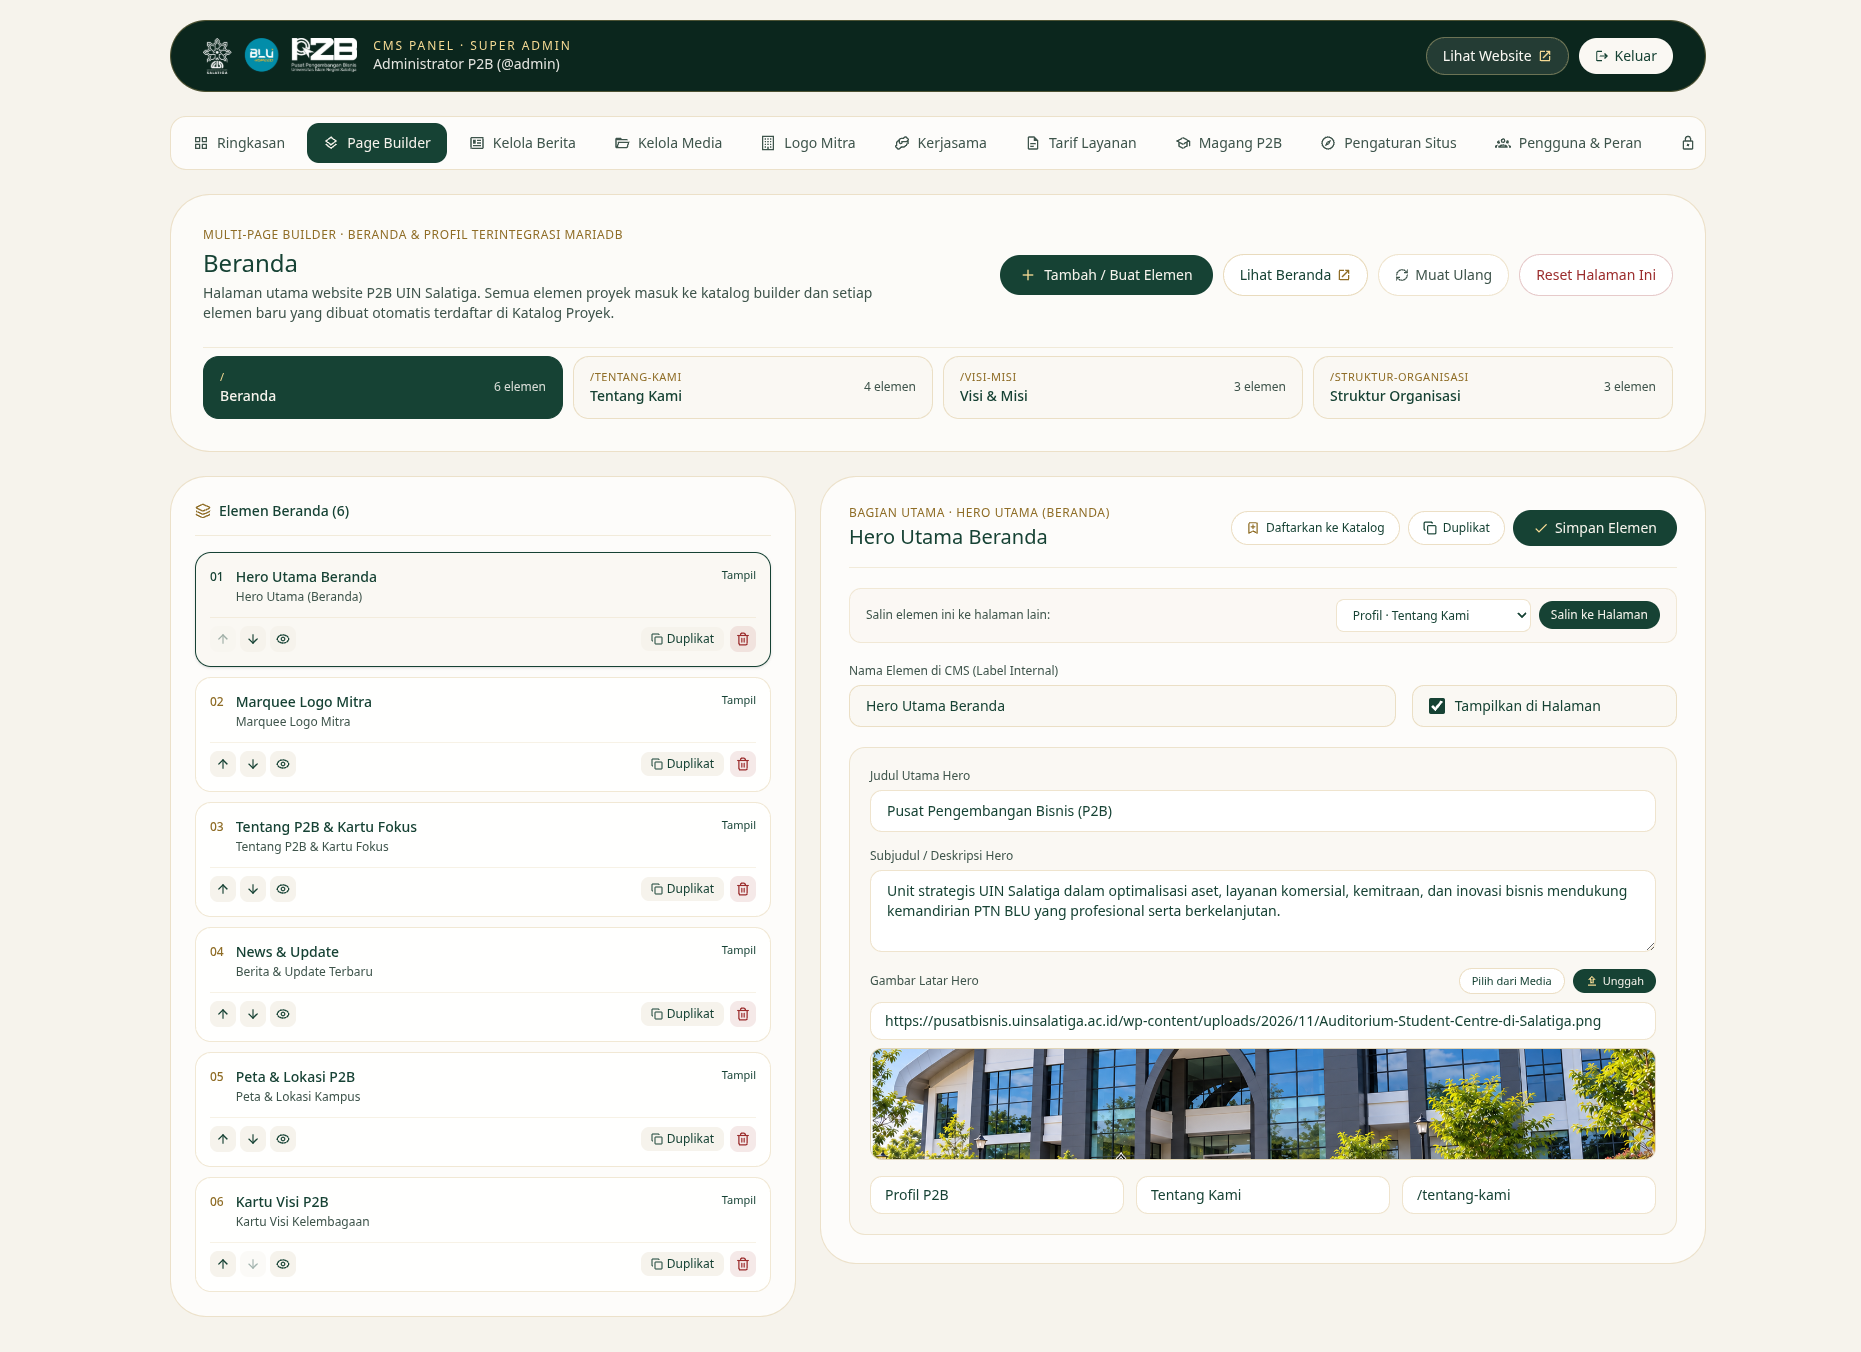 SALATIGA
BLU
P2B
Pusat Pengembangan Bisnis
CMS PANEL · SUPER ADMIN
Administrator P2B (@admin)
Lihat Website
Keluar
Ringkasan
Page Builder
Kelola Berita
Kelola Media
Logo Mitra
Kerjasama
Tarif Layanan
Magang P2B
Pengaturan Situs
Pengguna & Peran
MULTI-PAGE BUILDER · BERANDA & PROFIL TERINTEGRASI MARIADB
Beranda
Halaman utama website P2B UIN Salatiga. Semua elemen proyek masuk ke katalog builder dan setiap
elemen baru yang dibuat otomatis terdaftar di Katalog Proyek.
Tambah / Buat Elemen
Lihat Beranda
Muat Ulang
Reset Halaman Ini
/
Beranda
6 elemen
/TENTANG-KAMI
Tentang Kami
4 elemen
/VISI-MISI
Visi & Misi
3 elemen
/STRUKTUR-ORGANISASI
Struktur Organisasi
3 elemen
Elemen Beranda (6)
01 Hero Utama Beranda
Tampil
Hero Utama (Beranda)
Duplikat
02 Marquee Logo Mitra
Tampil
Marquee Logo Mitra
Duplikat
03 Tentang P2B & Kartu Fokus
Tampil
Tentang P2B & Kartu Fokus
Duplikat
04 News & Update
Tampil
Berita & Update Terbaru
Duplikat
05 Peta & Lokasi P2B
Tampil
Peta & Lokasi Kampus
Duplikat
06 Kartu Visi P2B
Tampil
Kartu Visi Kelembagaan
Duplikat
BAGIAN UTAMA · HERO UTAMA (BERANDA)
Hero Utama Beranda
Daftarkan ke Katalog
Duplikat
Simpan Elemen
Salin elemen ini ke halaman lain:
Profil · Tentang Kami
Salin ke Halaman
Nama Elemen di CMS (Label Internal)
Hero Utama Beranda
Tampilkan di Halaman
Judul Utama Hero
Pusat Pengembangan Bisnis (P2B)
Subjudul / Deskripsi Hero
Unit strategis UIN Salatiga dalam optimalisasi aset, layanan komersial, kemitraan, dan inovasi bisnis mendukung
kemandirian PTN BLU yang profesional serta berkelanjutan.
Gambar Latar Hero
Pilih dari Media
Unggah
https://pusatbisnis.uinsalatiga.ac.id/wp-content/uploads/2026/11/Auditorium-Student-Centre-di-Salatiga.png
Profil P2B
Tentang Kami
/tentang-kami